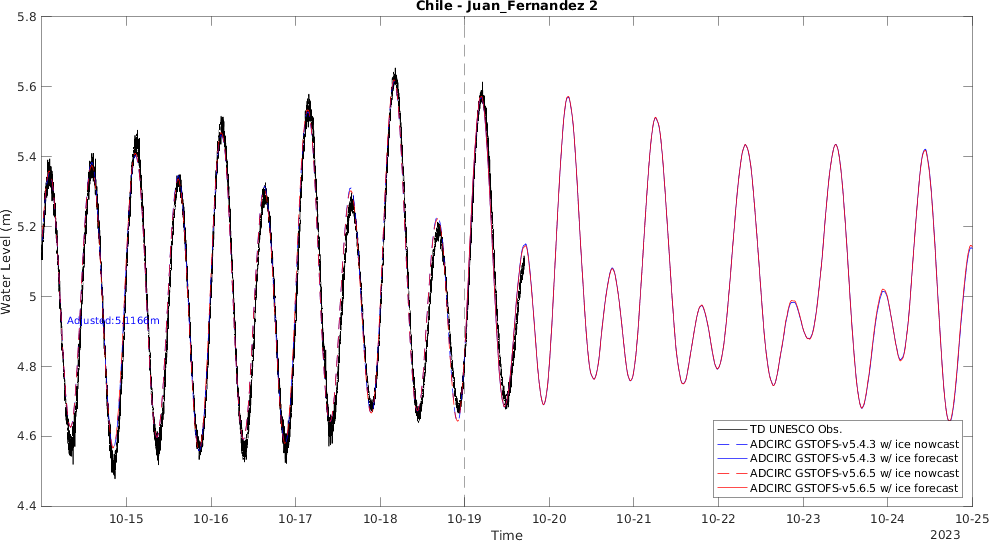 Chile - Juan_Fernandez 2
5.8
5.6
5.4
5.2
5
4.8
4.6
4.4
Water Level (m)
Adjusted:5.1166m
TD UNESCO Obs.
ADCIRC GSTOFS-v5.4.3 w/ ice nowcast
ADCIRC GSTOFS-v5.4.3 w/ ice forecast
ADCIRC GSTOFS-v5.6.5 w/ ice nowcast
ADCIRC GSTOFS-v5.6.5 w/ ice forecast
10-15 10-16 10-17 10-18 10-19 10-20 10-21 10-22 10-23 10-24 10-25
Time
2023